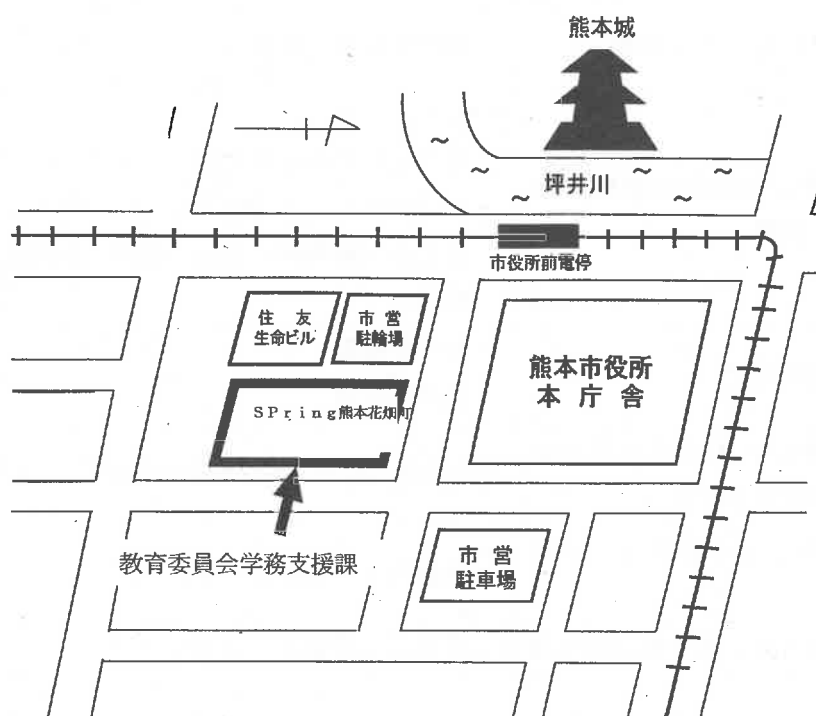 熊本城
坪井川
市役所前電停
住 友
生命ビル
市 営
駐輪場
熊本市役所
本 庁 舎
SPring熊本花畑町
市 営
駐車場
教育委員会学務支援課